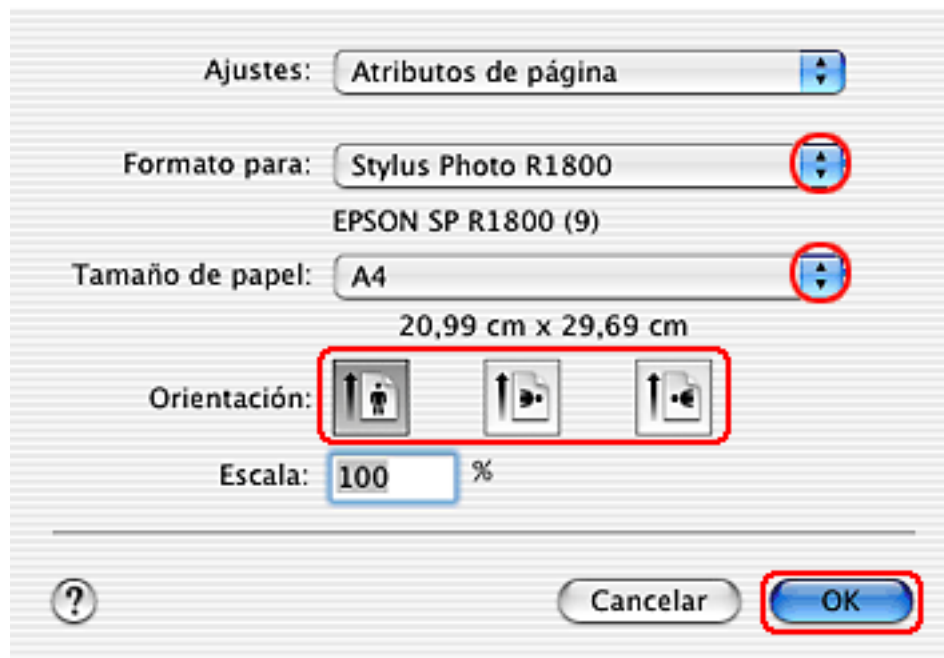 Ajustes: Atributos de página
Formato para: Stylus Photo R1800
EPSON SP R1800 (9)
Tamaño de papel: A4
20,99 cm x 29,69 cm
Orientación:
Escala: 100 %
? Cancelar OK